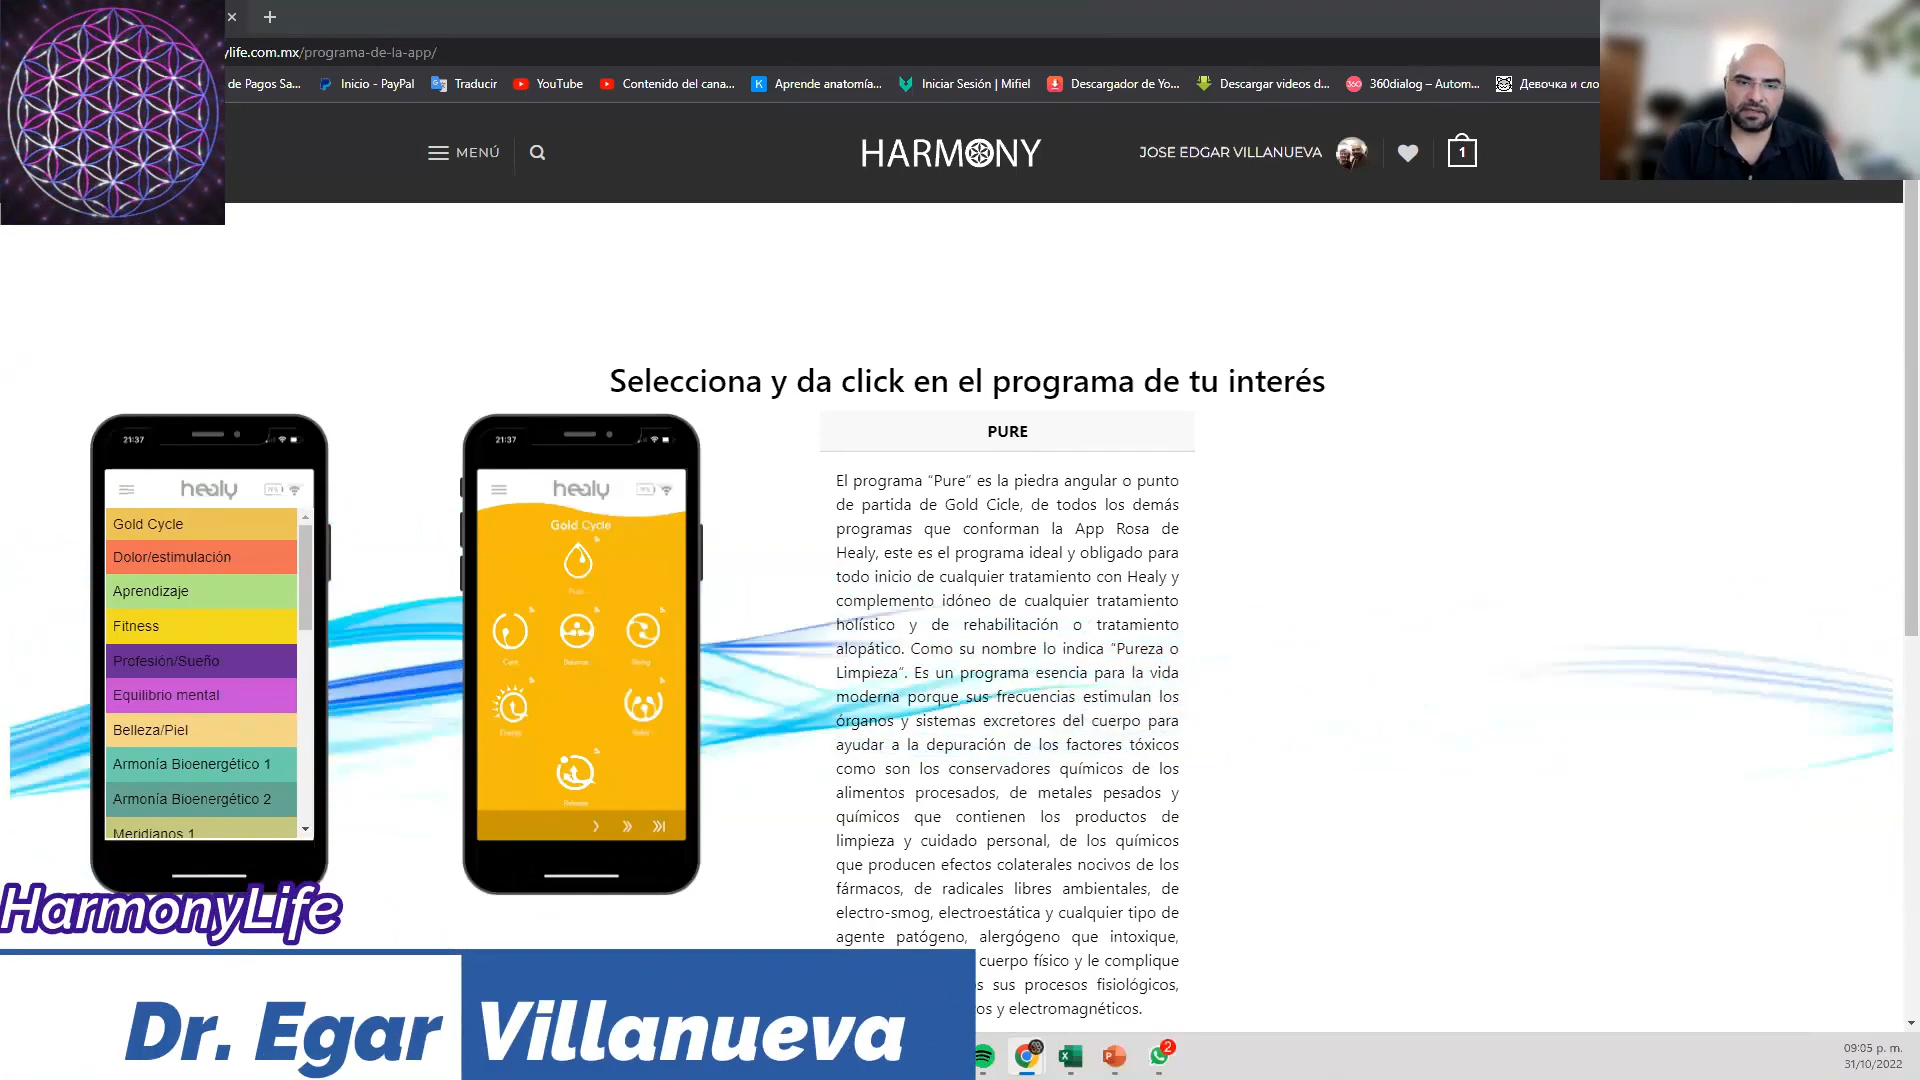 ylife.com.mx/programa-de-la-app/
de Pagos Sa...
Inicio - PayPal
Traducir
YouTube
Contenido del cana...
Aprende anatomía...
Iniciar Sesión | Mifiel
Descargador de Yo...
Descargar videos d...
360dialog – Autom...
Девочка и сло
MENÚ
HARMONY
JOSE EDGAR VILLANUEVA
1
Selecciona y da click en el programa de tu interés
21:37
healy
Gold Cycle
Dolor/estimulación
Aprendizaje
Fitness
Profesión/Sueño
Equilibrio mental
Belleza/Piel
Armonía Bioenergético 1
Armonía Bioenergético 2
Meridianos 1
21:37
healy
Gold Cycle
Care
Balance
Being
Energy
Relax
Release
PURE
El programa “Pure” es la piedra angular o punto
de partida de Gold Cicle, de todos los demás
programas que conforman la App Rosa de
Healy, este es el programa ideal y obligado para
todo inicio de cualquier tratamiento con Healy y
complemento idóneo de cualquier tratamiento
holístico y de rehabilitación o tratamiento
alopático. Como su nombre lo indica “Pureza o
Limpieza”. Es un programa esencia para la vida
moderna porque sus frecuencias estimulan los
órganos y sistemas excretores del cuerpo para
ayudar a la depuración de los factores tóxicos
como son los conservadores químicos de los
alimentos procesados, de metales pesados y
químicos que contienen los productos de
limpieza y cuidado personal, de los químicos
que producen efectos colaterales nocivos de los
fármacos, de radicales libres ambientales, de
electro-smog, electroestática y cualquier tipo de
agente patógeno, alergógeno que intoxique,
cuerpo físico y le complique
s sus procesos fisiológicos,
os y electromagnéticos.
HarmonyLife
Dr. Egar Villanueva
2
09:05 p. m.
31/10/2022